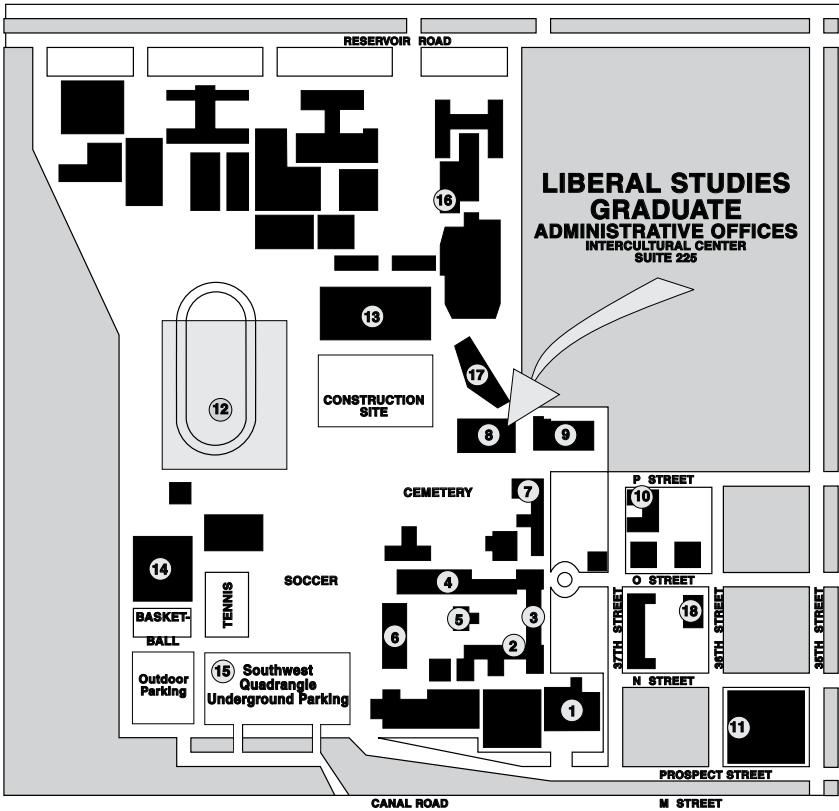 RESERVOIR ROAD
LIBERAL STUDIES
GRADUATE
ADMINISTRATIVE OFFICES
INTERCULTURAL CENTER
SUITE 225
16
13
17
12
CONSTRUCTION
SITE
8
9
CEMETERY
7
P STREET
10
14
SOCCER
4
O STREET
TENNIS
BASKET-
BALL
5
3
6
2
37TH STREET
18
36TH STREET
35TH STREET
Outdoor
Parking
15
Southwest
Quadrangle
Underground Parking
N STREET
1
11
PROSPECT STREET
CANAL ROAD
M STREET